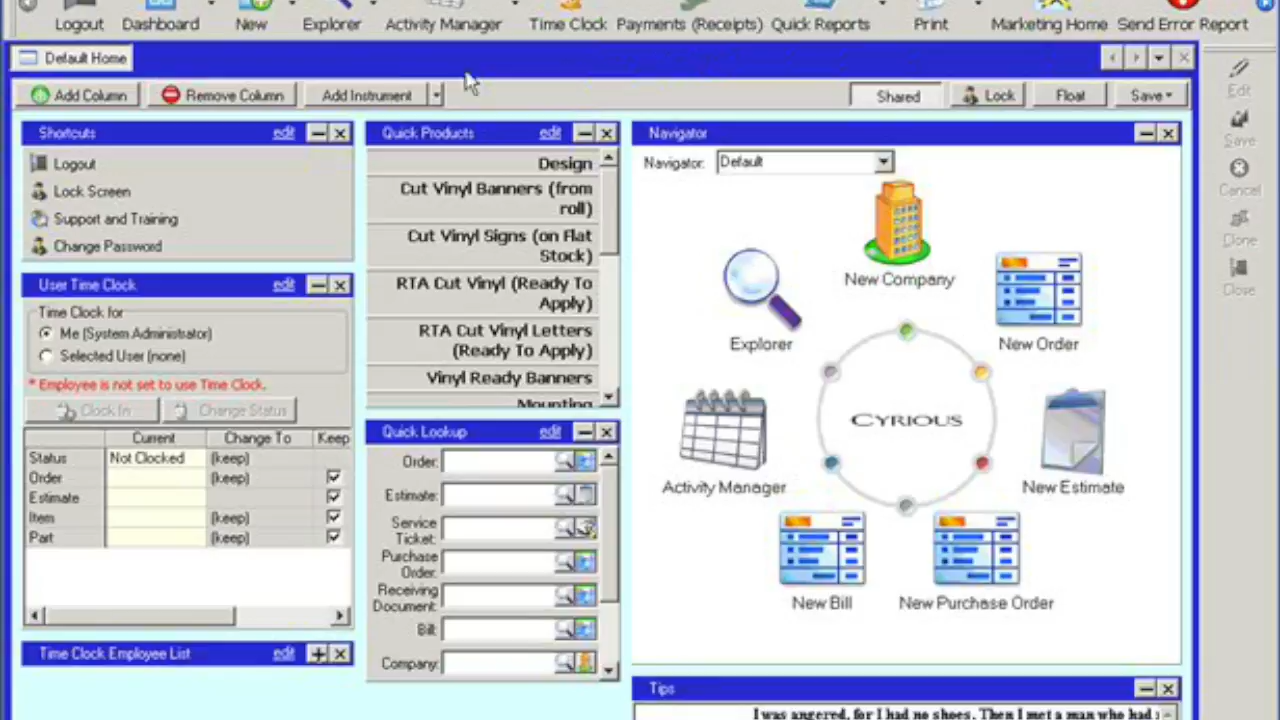 Logout Dashboard New Explorer Activity Manager Time Clock Payments (Receipts) Quick Reports Print Marketing Home Send Error Report
Default Home
Add Column Remove Column Add Instrument Shared Lock Float Save
Shortcuts edit
Logout
Lock Screen
Support and Training
Change Password
User Time Clock edit
Time Clock for
Me (System Administrator)
Selected User (none)
* Employee is not set to use Time Clock.
Clock In Change Status
Current Change To Keep
Status Not Clocked (keep)
Order (keep)
Estimate
Item (keep)
Part (keep)
Time Clock Employee List edit
Quick Products edit
Design
Cut Vinyl Banners (from
roll)
Cut Vinyl Signs (on Flat
Stock)
RTA Cut Vinyl (Ready To
Apply)
RTA Cut Vinyl Letters
(Ready To Apply)
Vinyl Ready Banners
Mounting
Quick Lookup edit
Order:
Estimate:
Service
Ticket:
Purchase
Order:
Receiving
Document:
Bill:
Company:
Navigator
Navigator: Default
New Company
Explorer
New Order
CYRIOUS
Activity Manager
New Estimate
New Bill
New Purchase Order
Tips
I was angered, for I had no shoes. Then I met a man who had
Edit
Save
Cancel
Clone
Close